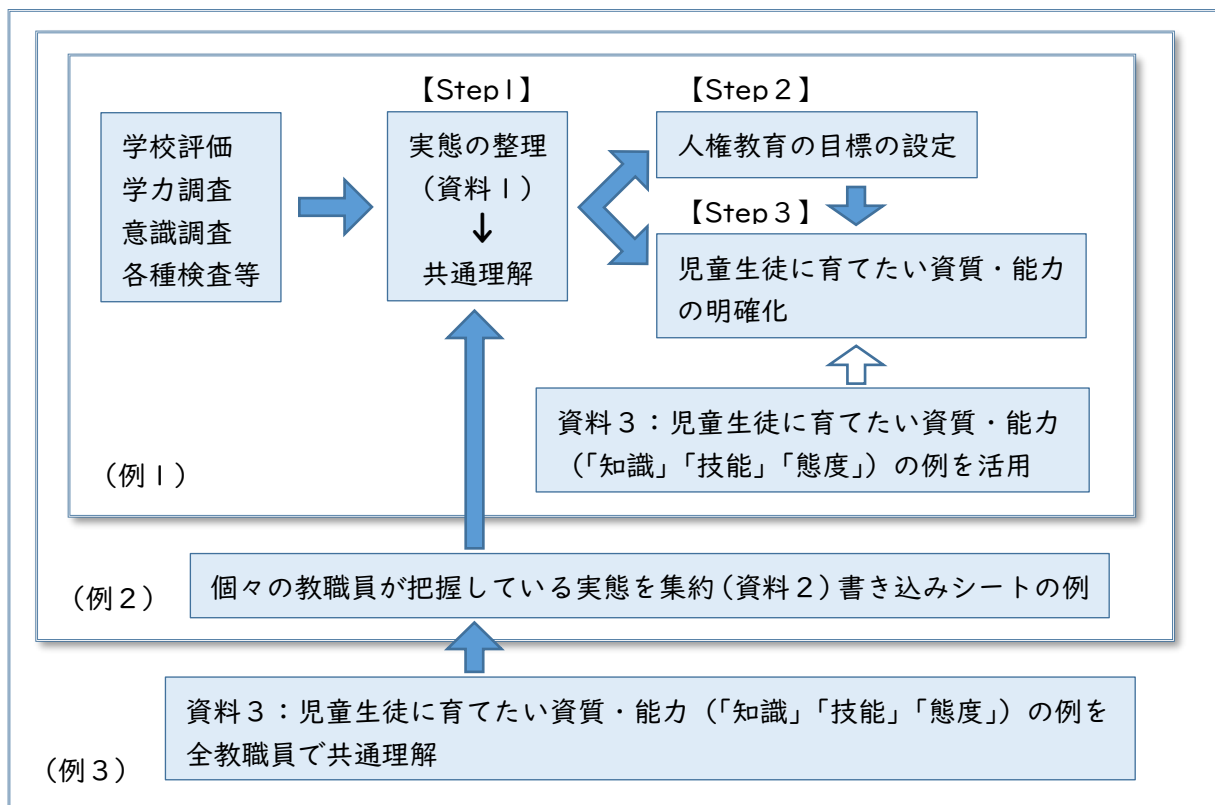 学校評価
学力調査
意識調査
各種検査等
【Step1】
実態の整理
（資料１）
↓
共通理解
【Step２】
人権教育の目標の設定
【Step３】
児童生徒に育てたい資質・能力
の明確化
資料３：児童生徒に育てたい資質・能力
（「知識」「技能」「態度」）の例を活用
（例１）
（例２）
個々の教職員が把握している実態を集約（資料２）書き込みシートの例
資料３：児童生徒に育てたい資質・能力（「知識」「技能」「態度」）の例を
全教職員で共通理解
（例３）